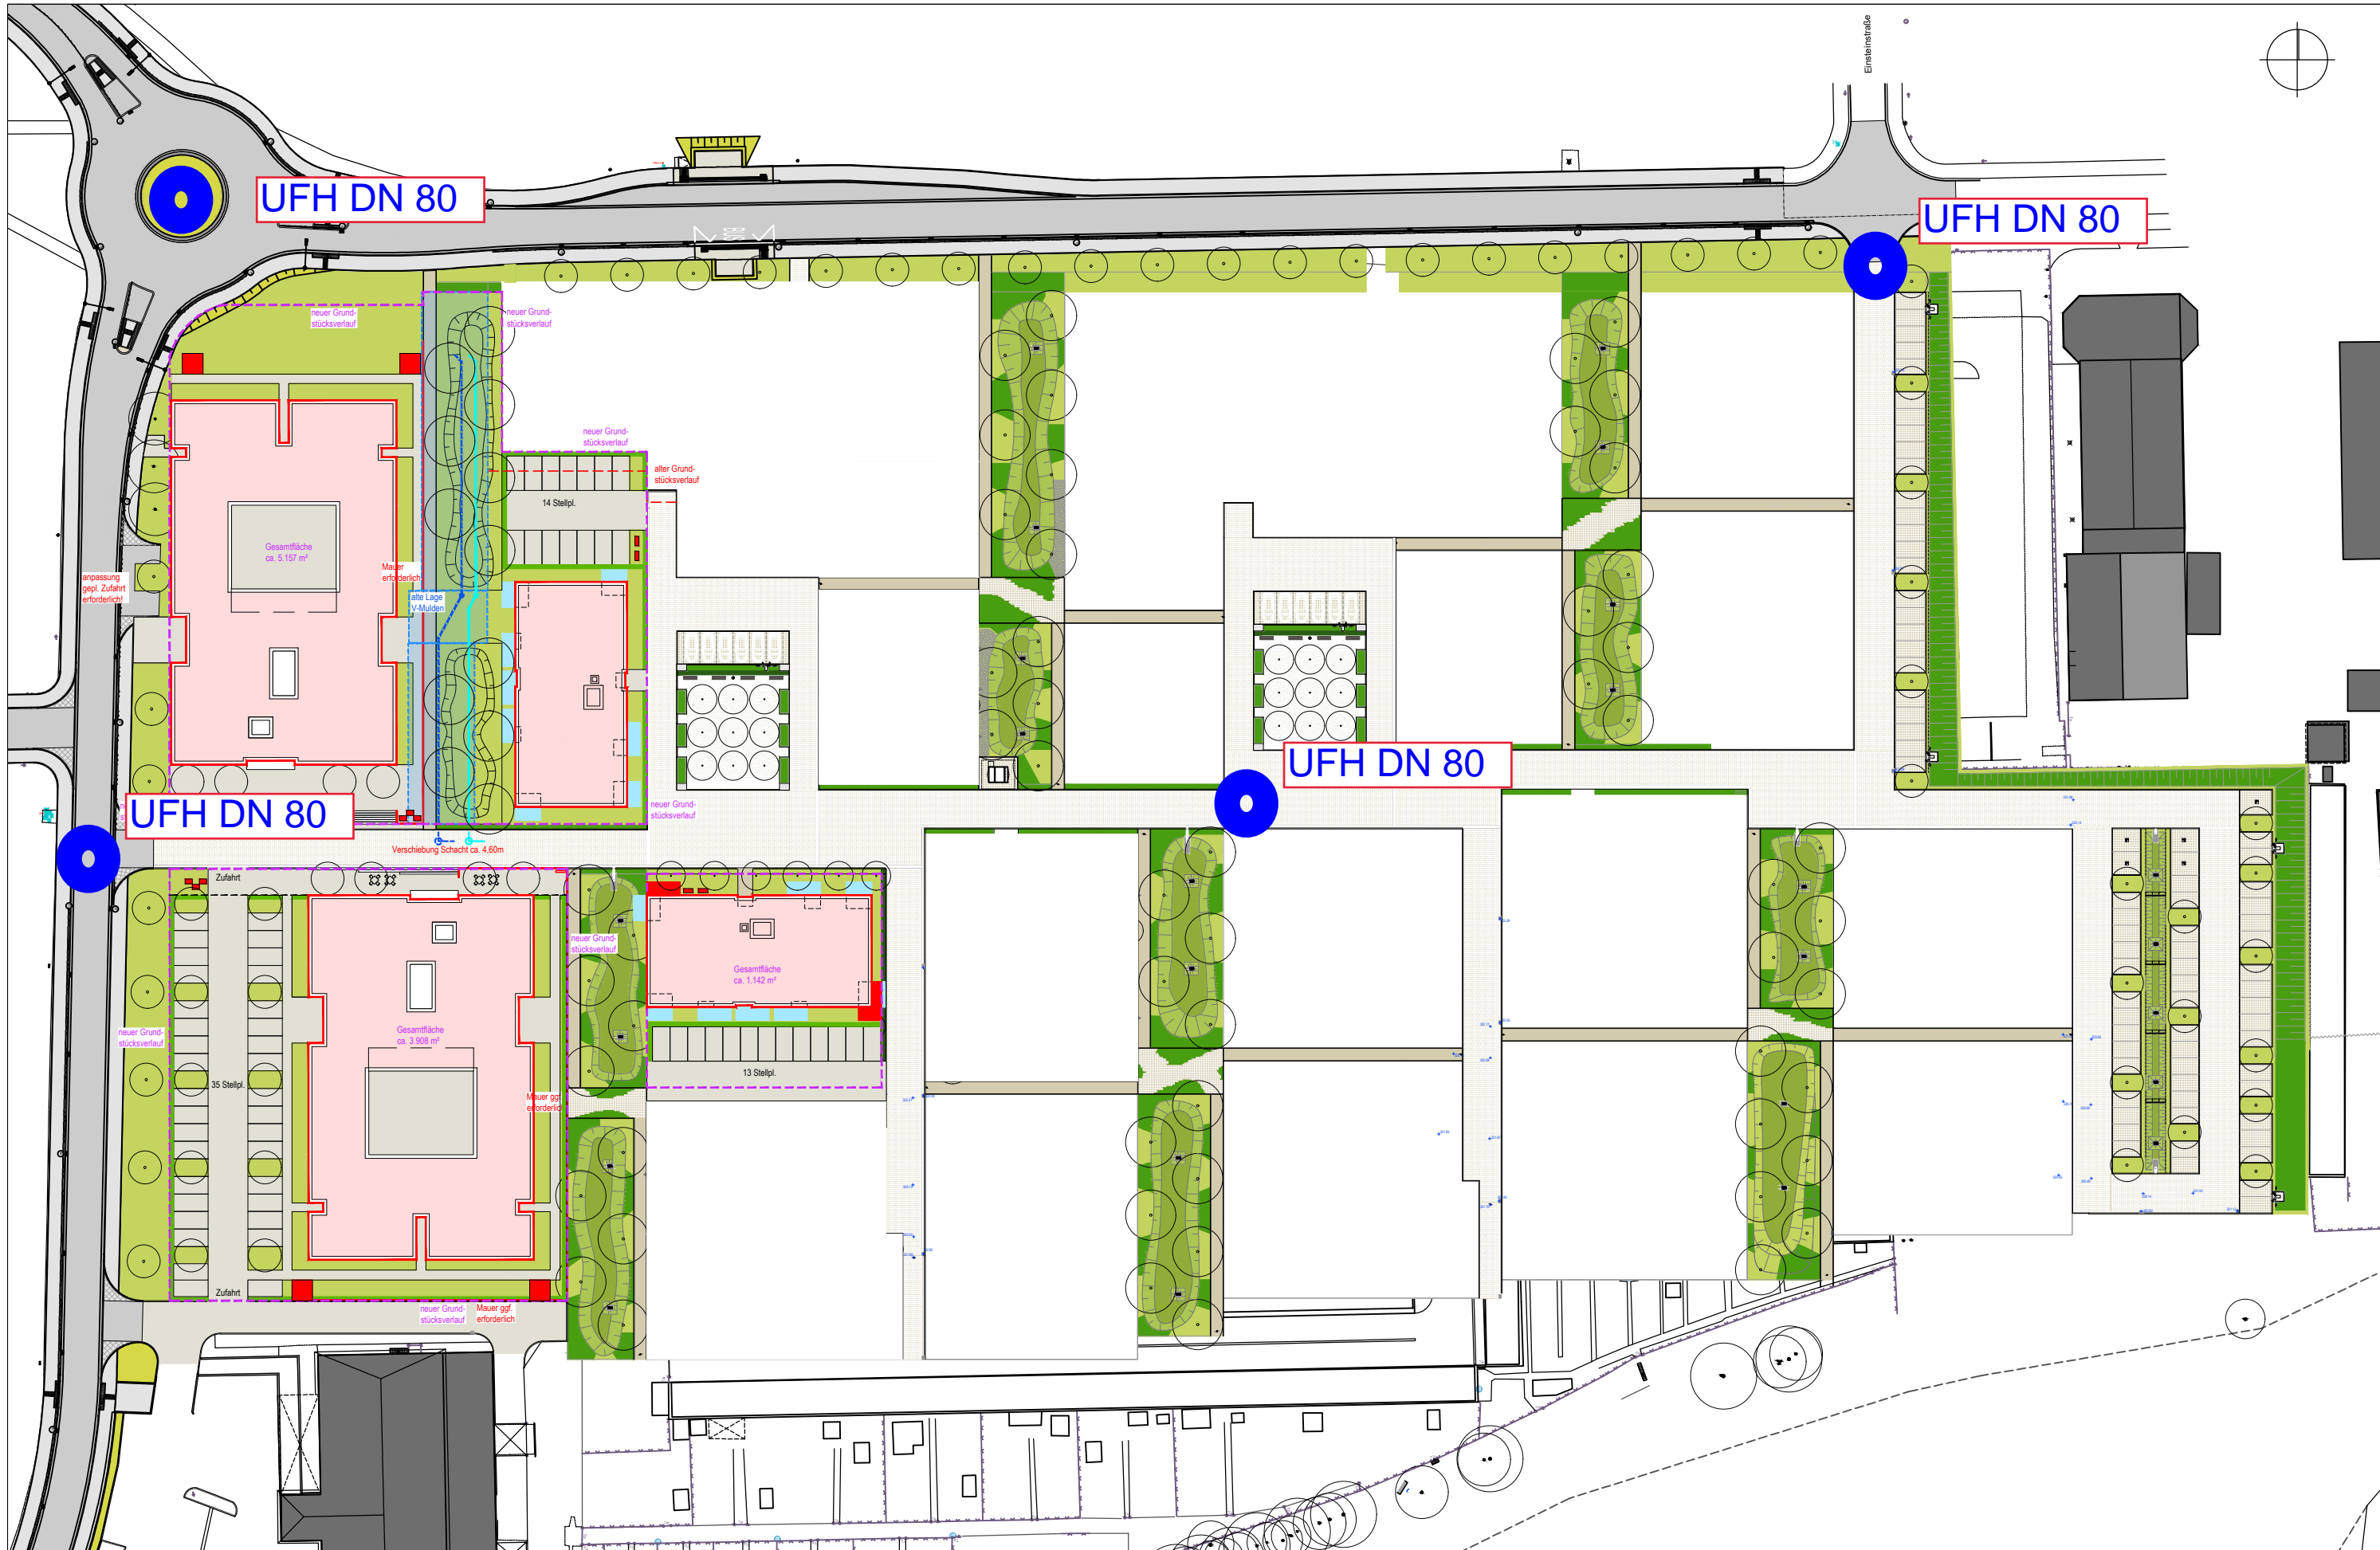 Einsteinstraße
UFH DN 80
UFH DN 80
BUS
neuer Grund-
stücksverlauf
neuer Grund-
stücksverlauf
neuer Grund-
stücksverlauf
alter Grund-
stücksverlauf
14 Stellpl.
Gesamtfläche
ca. 5.157 m²
anpassung
gepl. Zufahrt
erforderlich!
Mauer
erforderlich
alte Lage
V-Mulden
UFH DN 80
UFH DN 80
neuer Grund-
stücksverlauf
Verschiebung Schacht ca. 4,60m
Zufahrt
neuer Grund-
stücksverlauf
Gesamtfläche
ca. 1.142 m²
neuer Grund-
stücksverlauf
Gesamtfläche
ca. 3.908 m²
13 Stellpl.
35 Stellpl.
Mauer ggf.
erforderlich
Zufahrt
neuer Grund-
stücksverlauf
Mauer ggf.
erforderlich